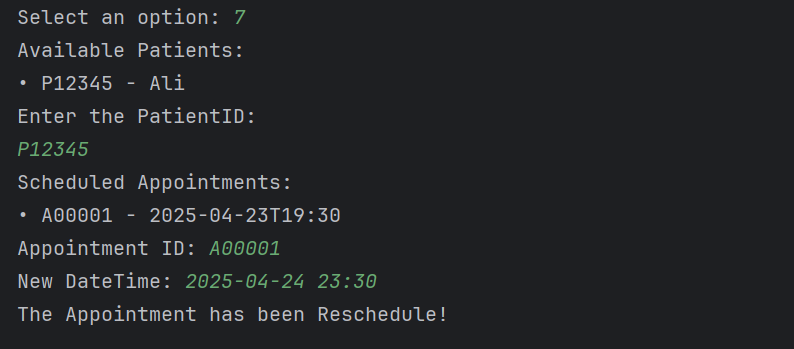 Select an option: 7
Available Patients:
• P12345 - Ali
Enter the PatientID:
P12345
Scheduled Appointments:
• A00001 - 2025-04-23T19:30
Appointment ID: A00001
New DateTime: 2025-04-24 23:30
The Appointment has been Reschedule!